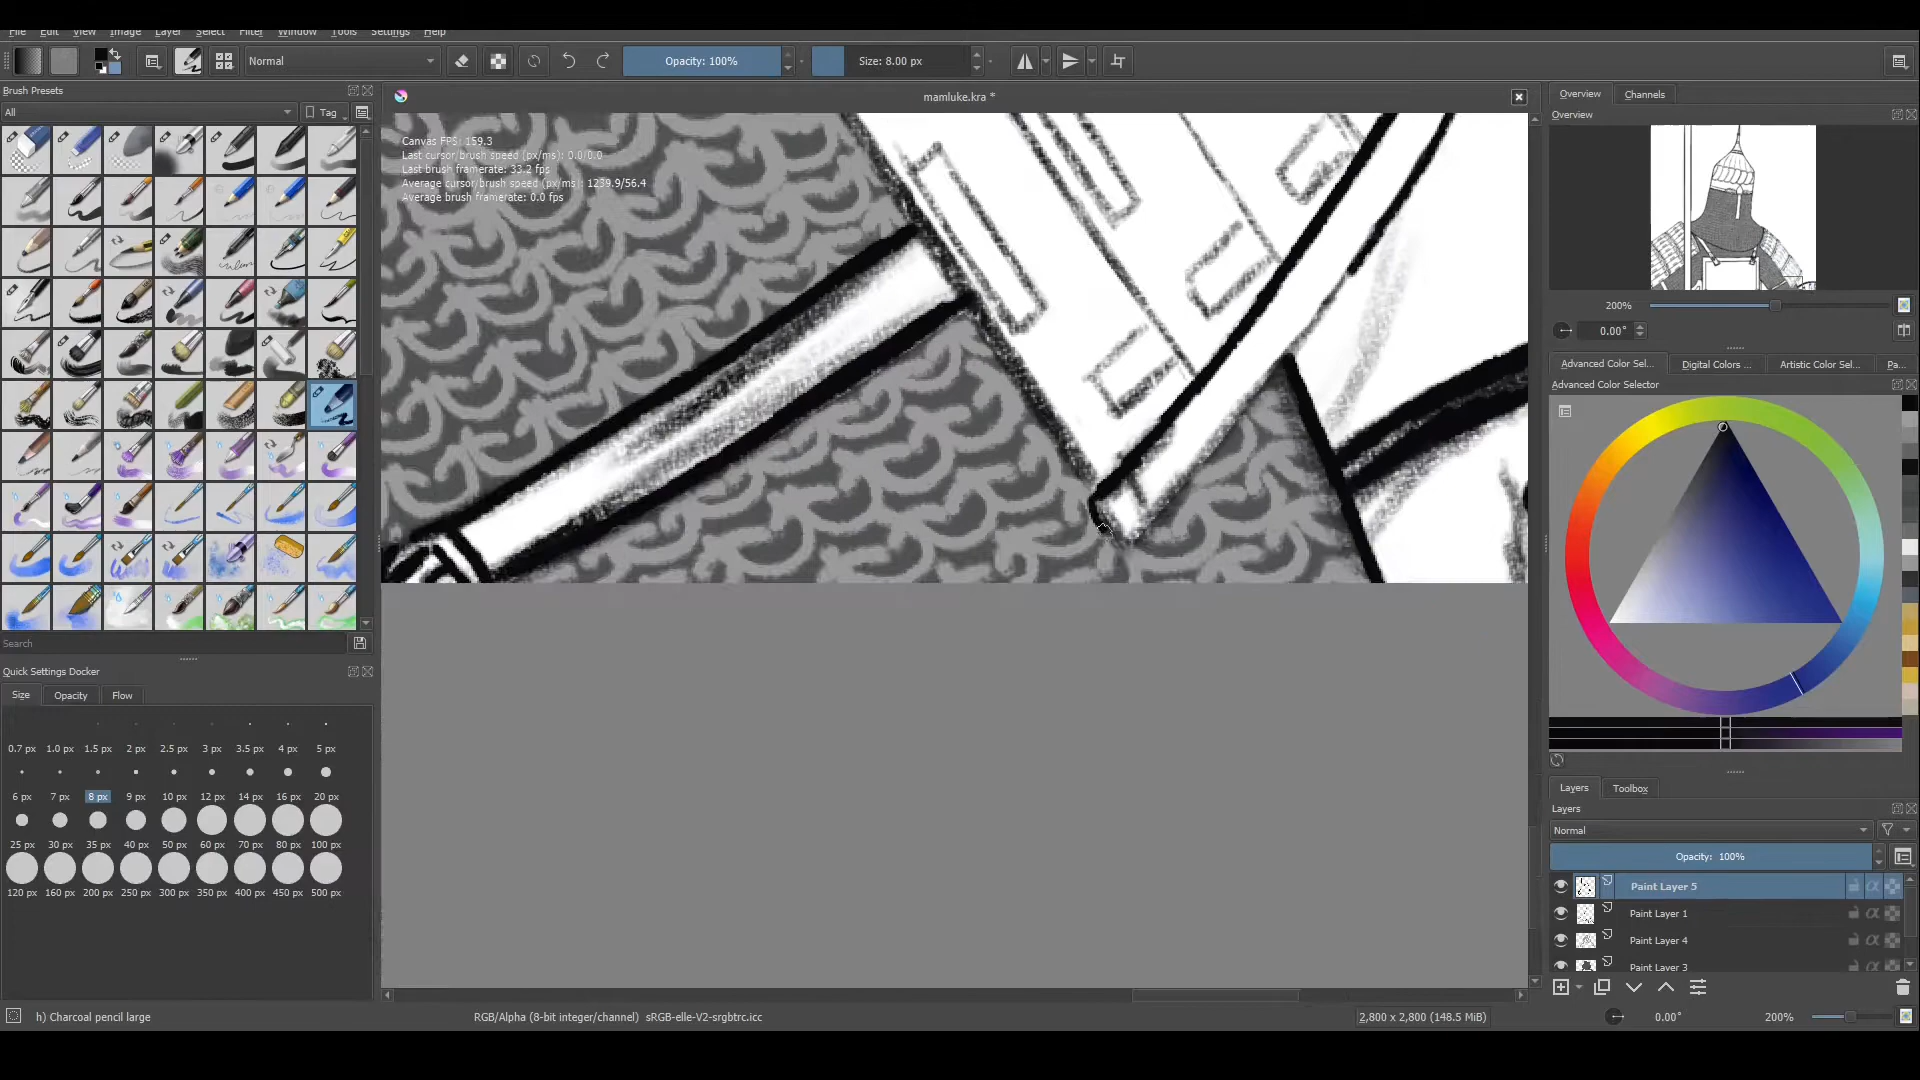 File Edit View Image Layer Select Filter Window Tools Settings Help
Normal Opacity: 100% Size: 8.00 px
Brush Presets
All Tag
mamluke.kra *
Canvas FPS: 159.3
Last cursor/brush speed (px/ms): 0.0/0.0
Last brush framerate: 33.2 fps
Average cursor/brush speed (px/ms): 1239.9/56.4
Average brush framerate: 0.0 fps
Search
Quick Settings Docker
Size Opacity Flow
0.7 px 1.0 px 1.5 px 2 px 2.5 px 3 px 3.5 px 4 px 5 px
6 px 7 px 8 px 9 px 10 px 12 px 14 px 16 px 20 px
25 px 30 px 35 px 40 px 50 px 60 px 70 px 80 px 100 px
120 px 160 px 200 px 250 px 300 px 350 px 400 px 450 px 500 px
Overview Channels
Overview
200%
0.00°
Advanced Color Sel... Digital Colors ... Artistic Color Sel... Pa...
Advanced Color Selector
Layers Toolbox
Layers
Normal
Opacity: 100%
Paint Layer 5
Paint Layer 1
Paint Layer 4
Paint Layer 3
h) Charcoal pencil large RGB/Alpha (8-bit integer/channel) sRGB-elle-V2-srgbtrc.icc 2,800 x 2,800 (148.5 MiB) 0.00° 200%